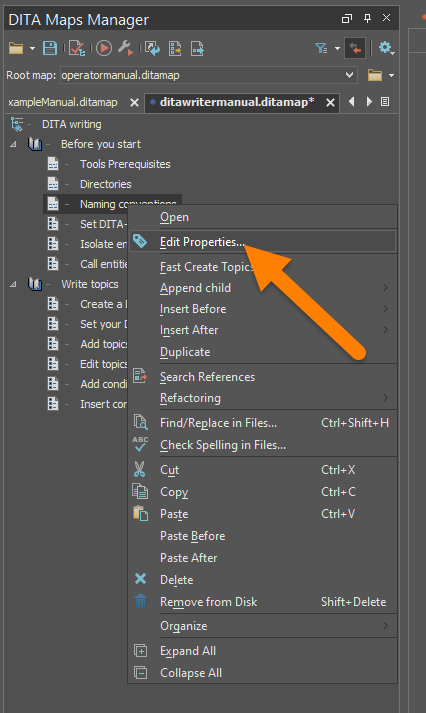 DITA Maps Manager
Root map: operatormanual.ditamap
xampleManual.ditamap ditawritermanual.ditamap*
DITA writing
Before you start
Tools Prerequisites
Directories
Naming conventions
Set DITA-
Isolate en
Call entitie
Write topics
Create a
Set your D
Add topics
Edit topics
Add condi
Insert con
Open
Edit Properties...
Fast Create Topics
Append child
Insert Before
Insert After
Duplicate
Search References
Refactoring
Find/Replace in Files... Ctrl+Shift+H
ABC Check Spelling in Files...
Cut Ctrl+X
Copy Ctrl+C
Paste Ctrl+V
Paste Before
Paste After
Delete
Remove from Disk Shift+Delete
Organize
Expand All
Collapse All